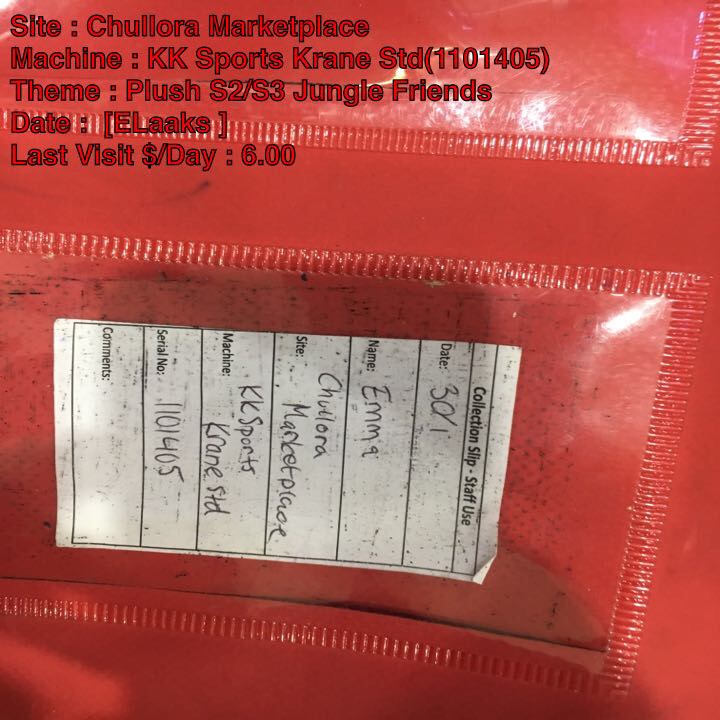 Site : Chullora Marketplace
Machine : KK Sports Krane Std(1101405)
Theme : Plush S2/S3 Jungle Friends
Date : [ELaaks ]
Last Visit $/Day : 6.00
Collection Slip - Staff Use
Date: 30/1
Name: Emma
Site: Chullora
Marketplace
Machine: KK Sports
Krane std
Serial No: 1101405
Comments: